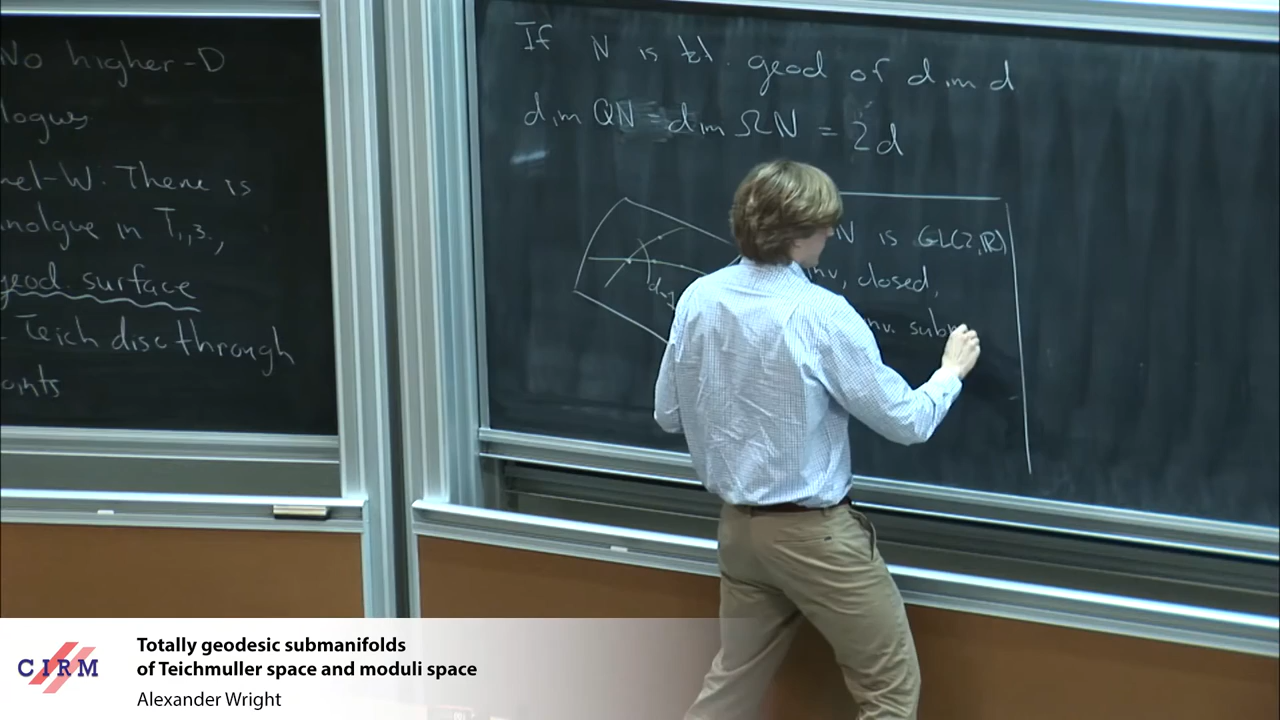 No higher-D
logues
nel-W. There is
nalogue in T1,3.,
geod. surface
Teich disc through
oints
If N is tot. geod of dim d
dim QN = dim ΩN = 2d
N is GL(2,IR)
inv, closed,
inv. subm
CIRM
Totally geodesic submanifolds
of Teichmuller space and moduli space
Alexander Wright